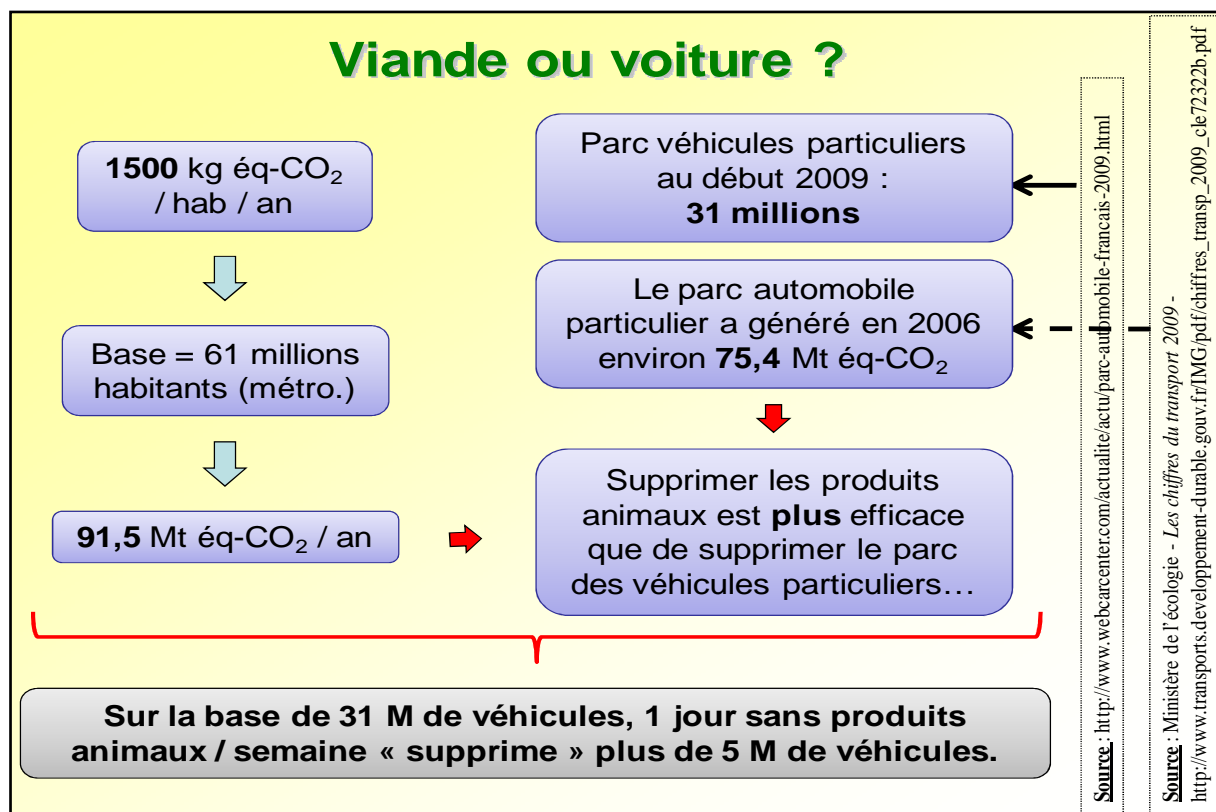 Viande ou voiture ?
1500 kg éq-CO₂
/ hab / an
Base = 61 millions
habitants (métro.)
91,5 Mt éq-CO₂ / an
Parc véhicules particuliers
au début 2009 :
31 millions
Le parc automobile
particulier a généré en 2006
environ 75,4 Mt éq-CO₂
Supprimer les produits
animaux est plus efficace
que de supprimer le parc
des véhicules particuliers…
Sur la base de 31 M de véhicules, 1 jour sans produits
animaux / semaine « supprime » plus de 5 M de véhicules.
Source : http://www.webcarcenter.com/actualite/actu/parc-automobile-francais-2009.html
Source : Ministère de l'écologie - Les chiffres du transport 2009 -
http://www.transports.developpement-durable.gouv.fr/IMG/pdf/chiffres_transp_2009_cle72322b.pdf